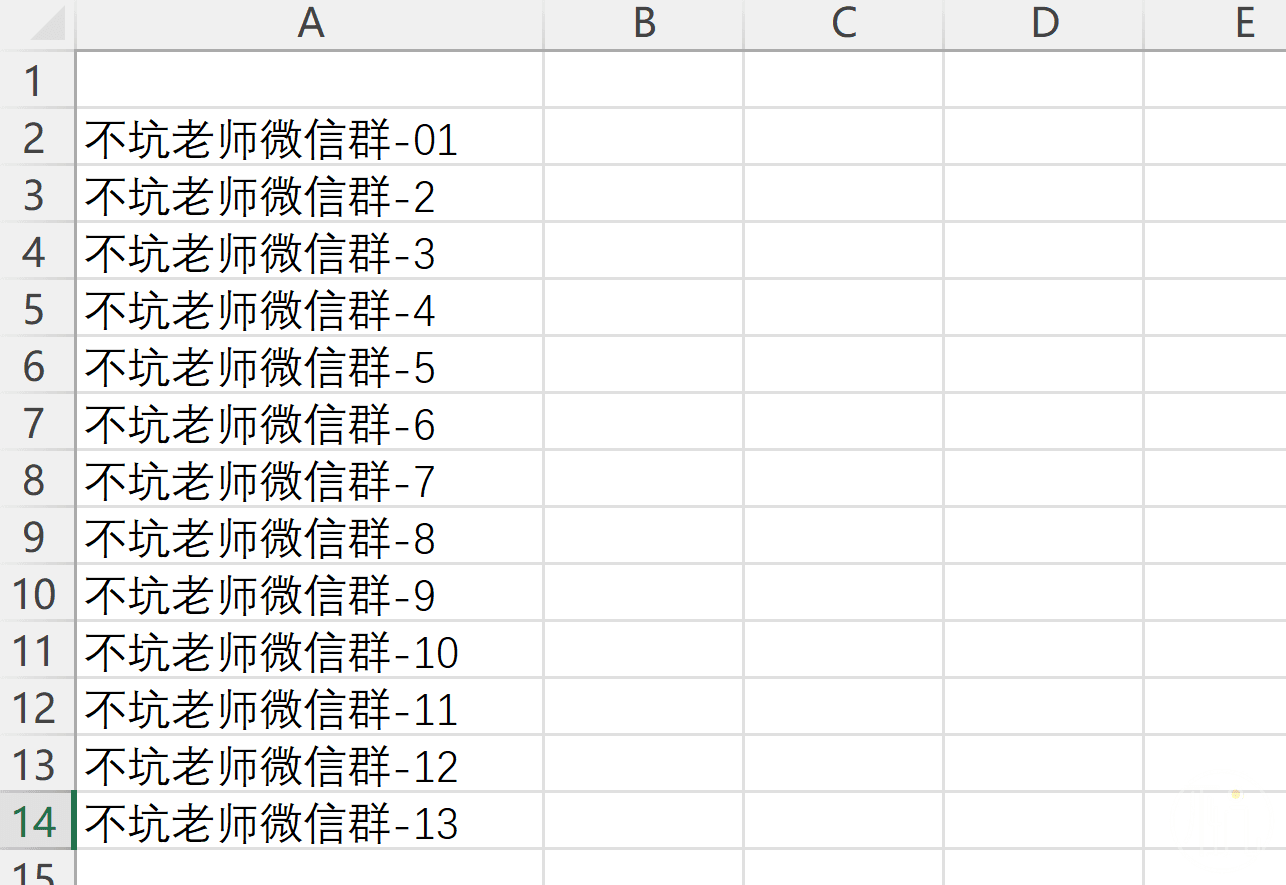 A B C D E
1
2 不坑老师微信群-01
3 不坑老师微信群-2
4 不坑老师微信群-3
5 不坑老师微信群-4
6 不坑老师微信群-5
7 不坑老师微信群-6
8 不坑老师微信群-7
9 不坑老师微信群-8
10 不坑老师微信群-9
11 不坑老师微信群-10
12 不坑老师微信群-11
13 不坑老师微信群-12
14 不坑老师微信群-13
15